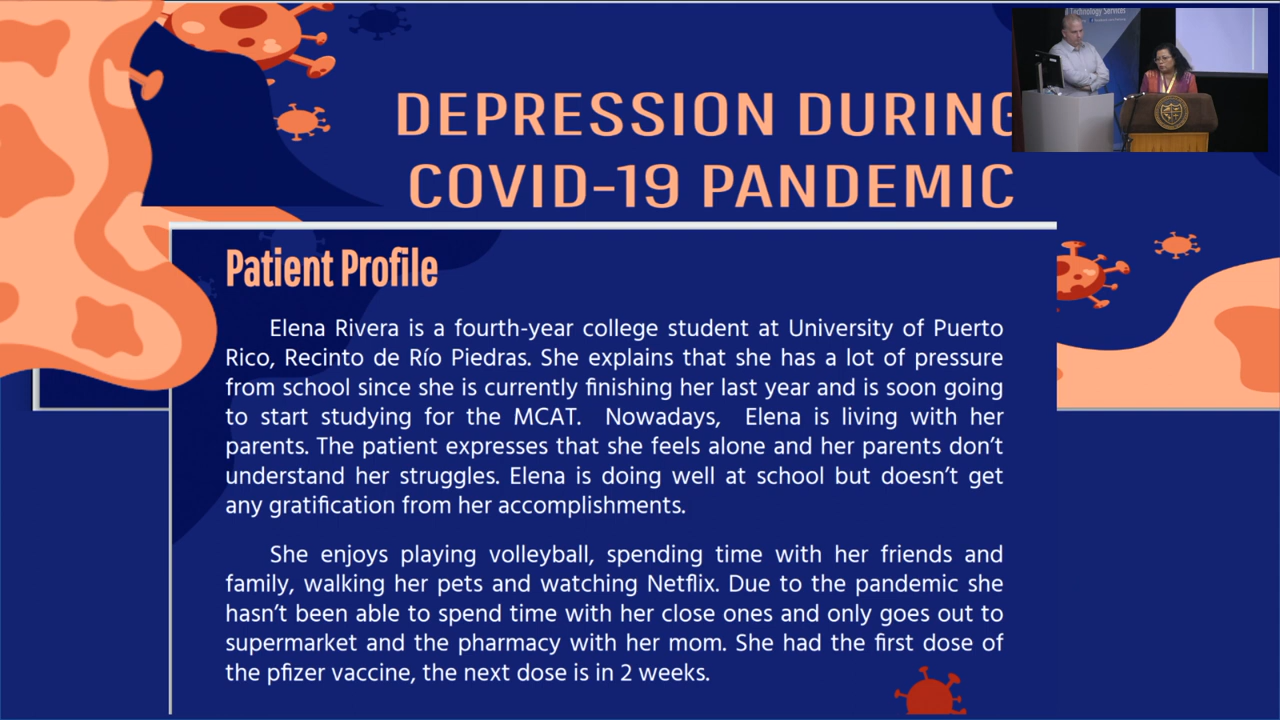 Technology Services
DEPRESSION DURING
COVID-19 PANDEMIC
Patient Profile
Elena Rivera is a fourth-year college student at University of Puerto
Rico, Recinto de Río Piedras. She explains that she has a lot of pressure
from school since she is currently finishing her last year and is soon going
to start studying for the MCAT. Nowadays, Elena is living with her
parents. The patient expresses that she feels alone and her parents don’t
understand her struggles. Elena is doing well at school but doesn’t get
any gratification from her accomplishments.
She enjoys playing volleyball, spending time with her friends and
family, walking her pets and watching Netflix. Due to the pandemic she
hasn’t been able to spend time with her close ones and only goes out to
supermarket and the pharmacy with her mom. She had the first dose of
the pfizer vaccine, the next dose is in 2 weeks.